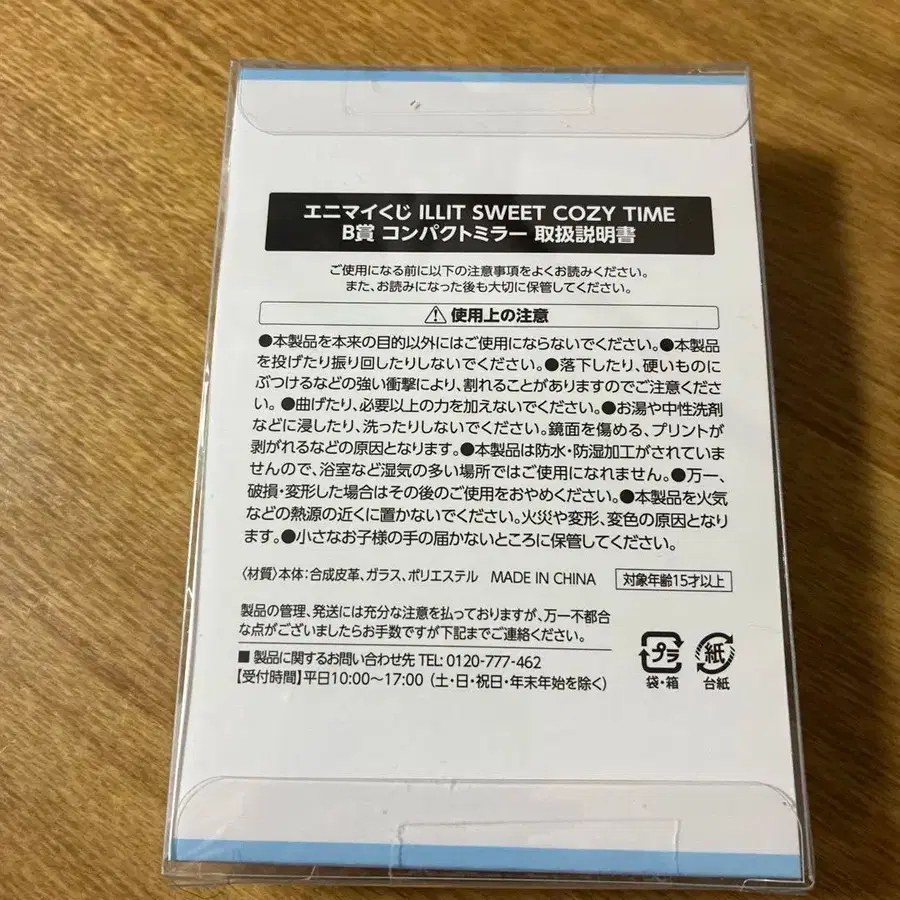 エニマイくじ ILLIT SWEET COZY TIME
B賞 コンパクトミラー 取扱説明書
ご使用になる前に以下の注意事項をよくお読みください。
また、お読みになった後も大切に保管してください。
⚠使用上の注意
●本製品を本来の目的以外にはご使用にならないでください。●本製品
を投げたり振り回したりしないでください。●落下したり、硬いものに
ぶつけるなどの強い衝撃により、割れることがありますのでご注意くださ
い。●曲げたり、必要以上の力を加えないでください。●お湯や中性洗剤
などに浸したり、洗ったりしないでください。鏡面を傷める、プリントが
剥がれるなどの原因となります。●本製品は防水・防湿加工がされていま
せんので、浴室など湿気の多い場所ではご使用になれません。●万一、
破損・変形した場合はその後のご使用をおやめください。●本製品を火気
などの熱源の近くに置かないでください。火災や変形、変色の原因となり
ます。●小さなお子様の手の届かないところに保管してください。
〈材質〉本体：合成皮革、ガラス、ポリエステル MADE IN CHINA 対象年齢15才以上
製品の管理、発送には充分な注意を払っておりますが、万一不都合
な点がございましたらお手数ですが下記までご連絡ください。
■ 製品に関するお問い合わせ先 TEL: 0120-777-462
【受付時間】平日10:00〜17:00（土・日・祝日・年末年始を除く）
プラ 紙
袋・箱 台紙